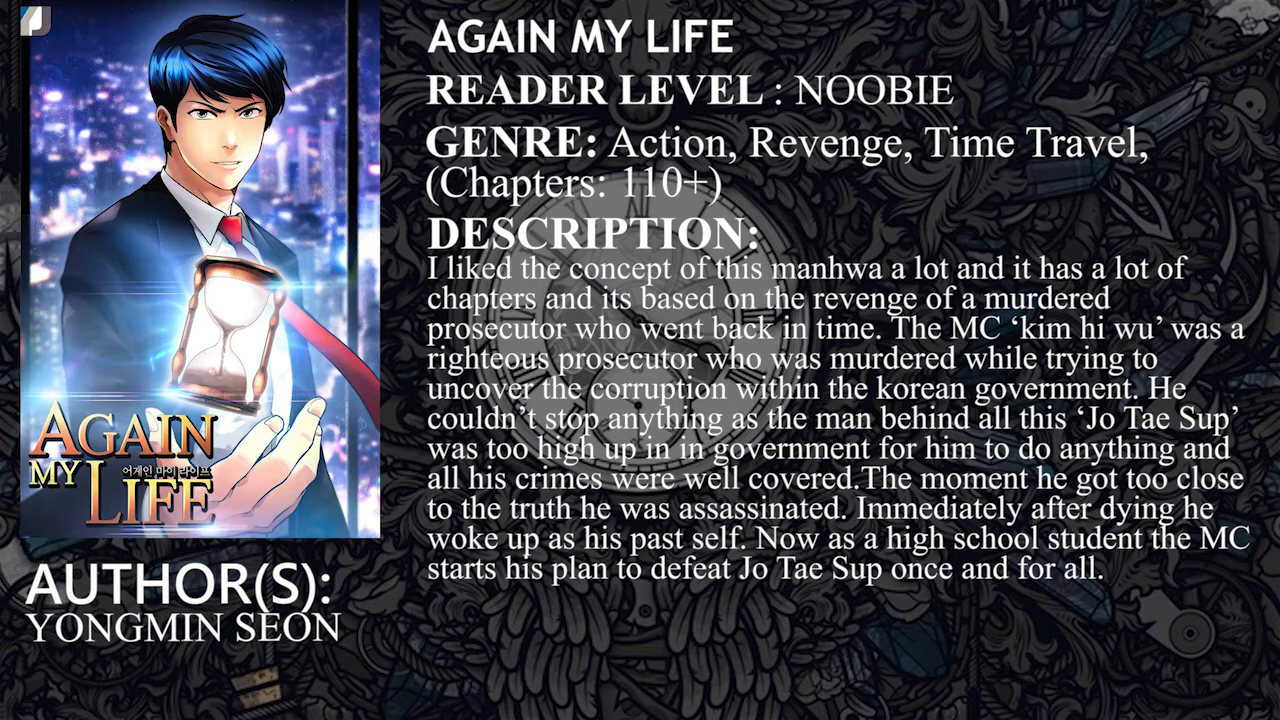 AGAIN MY LIFE
READER LEVEL : NOOBIE
GENRE: Action, Revenge, Time Travel,
(Chapters: 110+)
DESCRIPTION:
I liked the concept of this manhwa a lot and it has a lot of
chapters and its based on the revenge of a murdered
prosecutor who went back in time. The MC ‘kim hi wu’ was a
righteous prosecutor who was murdered while trying to
uncover the corruption within the korean government. He
couldn’t stop anything as the man behind all this ‘Jo Tae Sup’
was too high up in in government for him to do anything and
all his crimes were well covered.The moment he got too close
to the truth he was assassinated. Immediately after dying he
woke up as his past self. Now as a high school student the MC
starts his plan to defeat Jo Tae Sup once and for all.
AGAIN
MY LIFE
어게인 마이 라이프
AUTHOR(S):
YONGMIN SEON